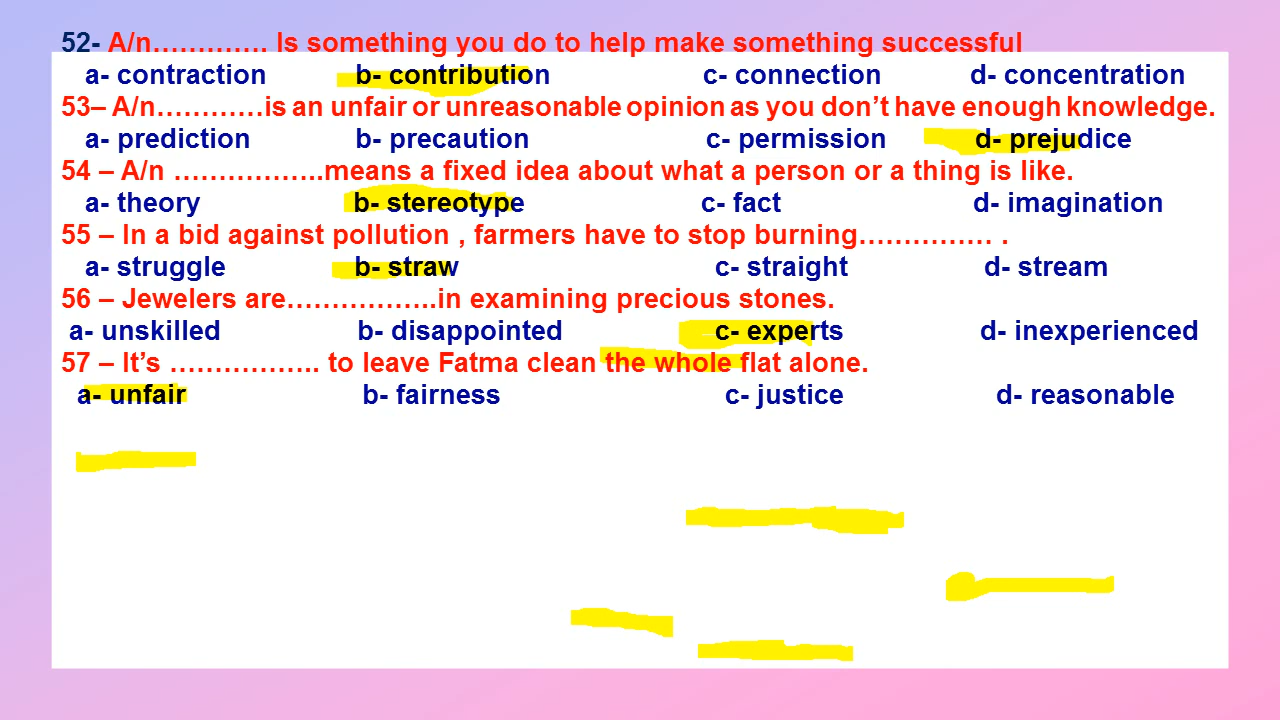 52- A/n…………. Is something you do to help make something successful
a- contraction b- contribution c- connection d- concentration
53– A/n…………is an unfair or unreasonable opinion as you don’t have enough knowledge.
a- prediction b- precaution c- permission d- prejudice
54 – A/n ……………..means a fixed idea about what a person or a thing is like.
a- theory b- stereotype c- fact d- imagination
55 – In a bid against pollution , farmers have to stop burning…………… .
a- struggle b- straw c- straight d- stream
56 – Jewelers are……………..in examining precious stones.
a- unskilled b- disappointed c- experts d- inexperienced
57 – It’s …………….. to leave Fatma clean the whole flat alone.
a- unfair b- fairness c- justice d- reasonable